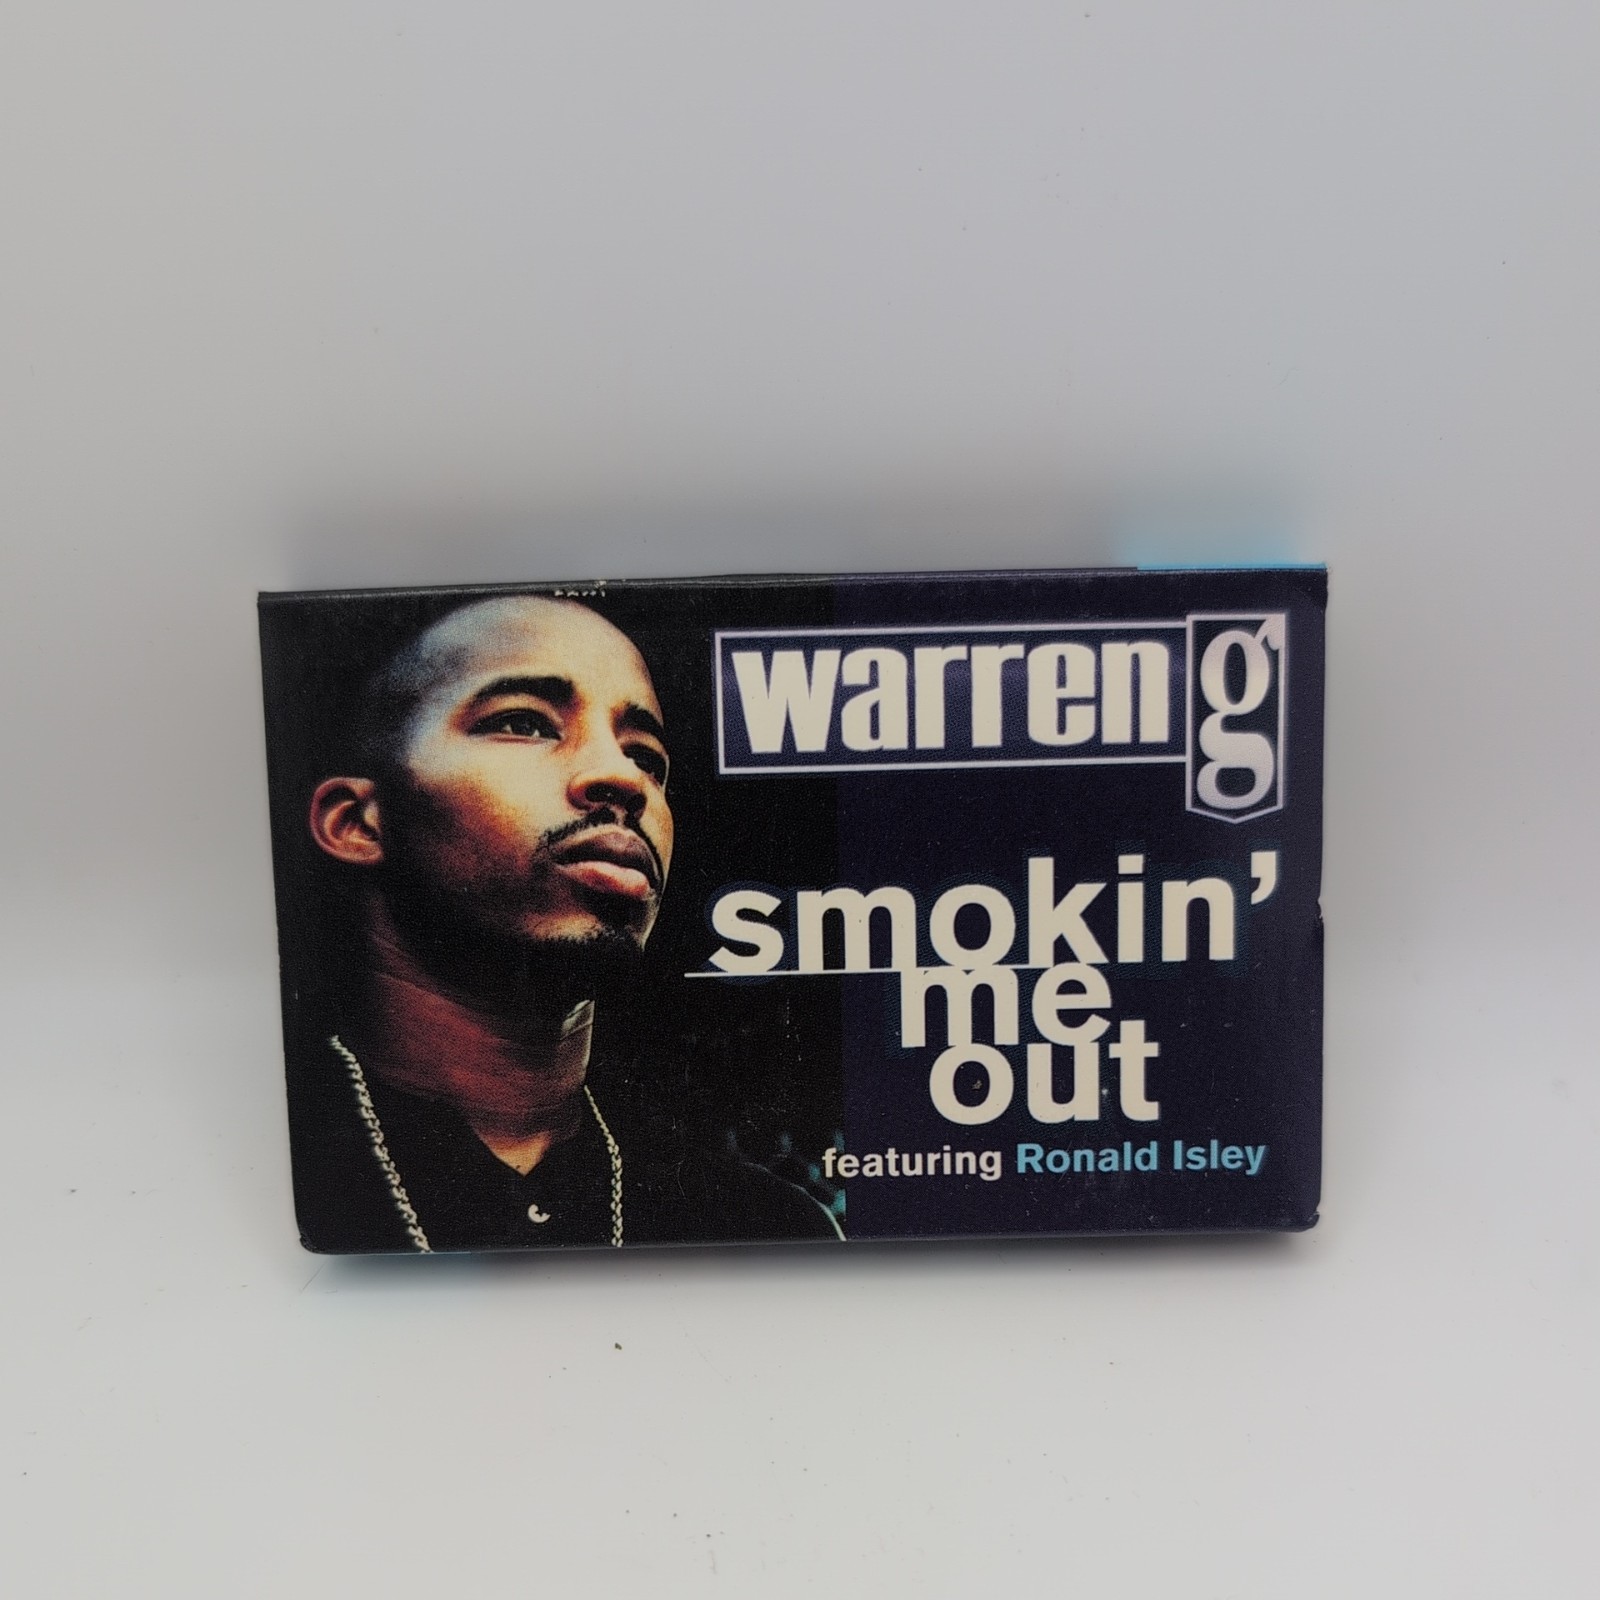 warren g
smokin'
me
out
featuring Ronald Isley